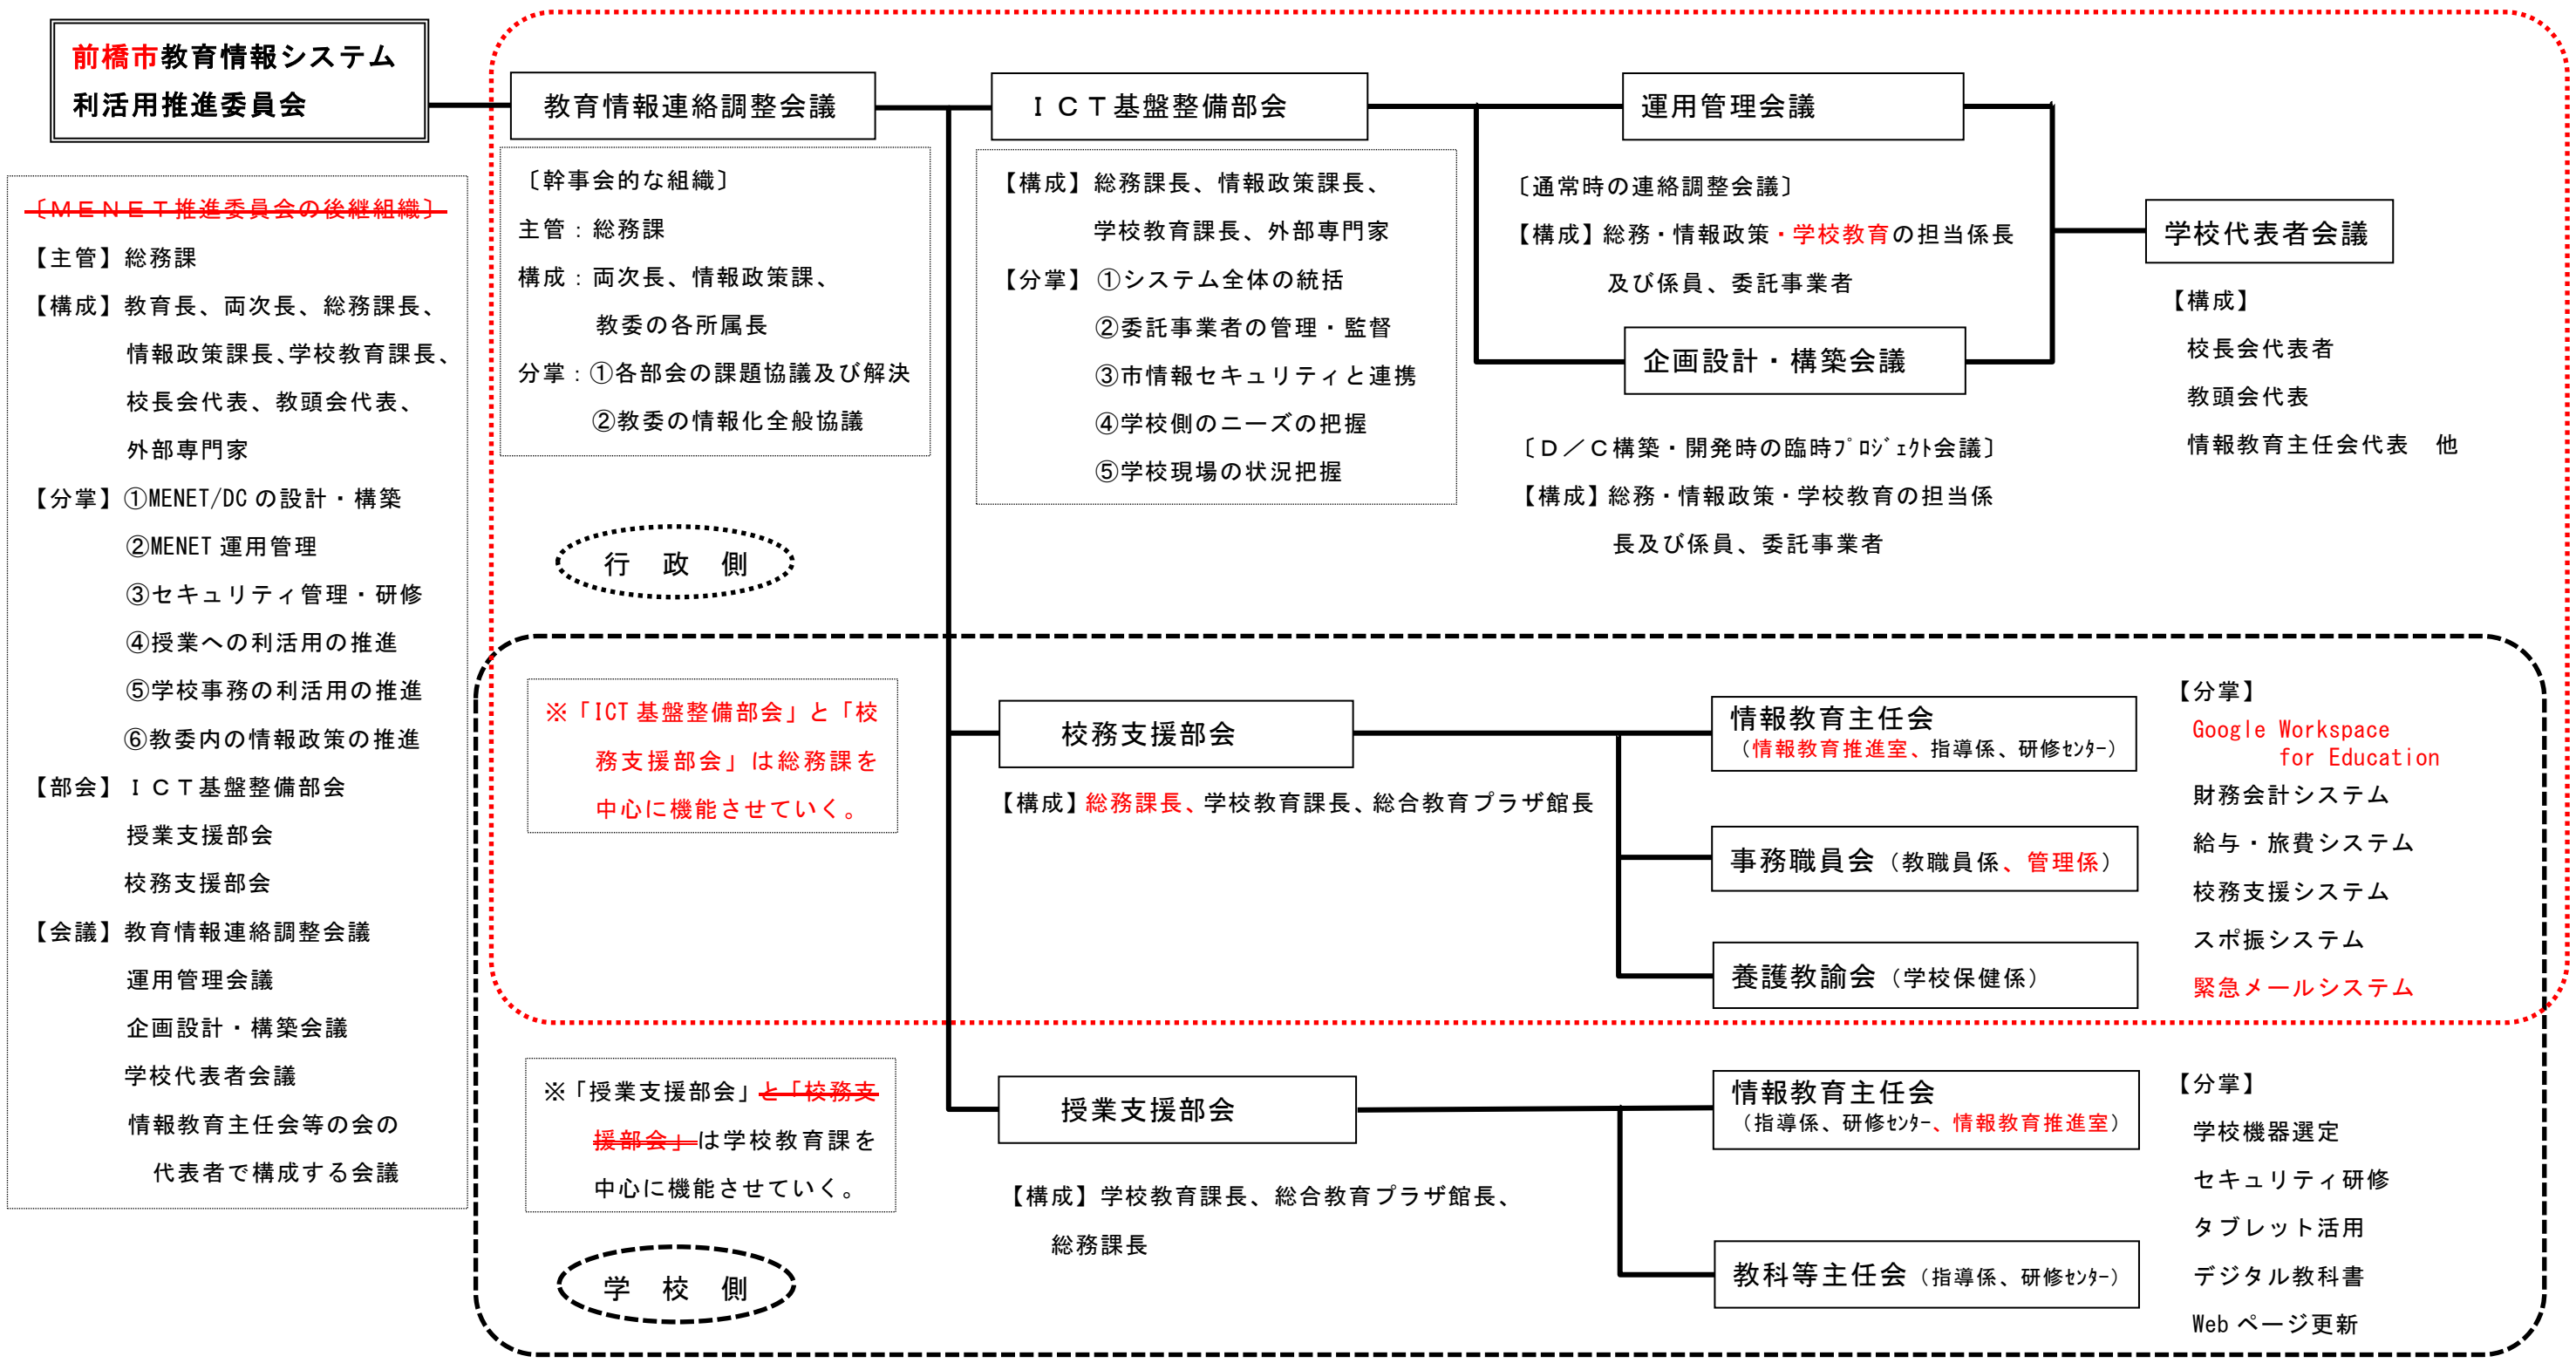 前橋市教育情報システム
利活用推進委員会
〔ＭＥＮＥＴ推進委員会の後継組織〕
【主管】総務課
【構成】教育長、両次長、総務課長、
情報政策課長、学校教育課長、
校長会代表、教頭会代表、
外部専門家
【分掌】①MENET/DCの設計・構築
②MENET運用管理
③セキュリティ管理・研修
④授業への利活用の推進
⑤学校事務の利活用の推進
⑥教委内の情報政策の推進
【部会】ＩＣＴ基盤整備部会
授業支援部会
校務支援部会
【会議】教育情報連絡調整会議
運用管理会議
企画設計・構築会議
学校代表者会議
情報教育主任会等の会の
代表者で構成する会議
教育情報連絡調整会議
〔幹事会的な組織〕
主管：総務課
構成：両次長、情報政策課、
教委の各所属長
分掌：①各部会の課題協議及び解決
②教委の情報化全般協議
行　政　側
ＩＣＴ基盤整備部会
【構成】総務課長、情報政策課長、
学校教育課長、外部専門家
【分掌】①システム全体の統括
②委託事業者の管理・監督
③市情報セキュリティと連携
④学校側のニーズの把握
⑤学校現場の状況把握
運用管理会議
〔通常時の連絡調整会議〕
【構成】総務・情報政策・学校教育の担当係長
及び係員、委託事業者
企画設計・構築会議
〔Ｄ／Ｃ構築・開発時の臨時ﾌﾟﾛｼﾞｪｸﾄ会議〕
【構成】総務・情報政策・学校教育の担当係
長及び係員、委託事業者
学校代表者会議
【構成】
校長会代表者
教頭会代表
情報教育主任会代表　他
※「ICT基盤整備部会」と「校
務支援部会」は総務課を
中心に機能させていく。
校務支援部会
【構成】総務課長、学校教育課長、総合教育プラザ館長
情報教育主任会
（情報教育推進室、指導係、研修ｾﾝﾀｰ）
事務職員会（教職員係、管理係）
養護教諭会（学校保健係）
【分掌】
Google Workspace
for Education
財務会計システム
給与・旅費システム
校務支援システム
スポ振システム
緊急メールシステム
※「授業支援部会」と「校務支
援部会」は学校教育課を
中心に機能させていく。
学　校　側
授業支援部会
【構成】学校教育課長、総合教育プラザ館長、
総務課長
情報教育主任会
（指導係、研修ｾﾝﾀｰ、情報教育推進室）
教科等主任会（指導係、研修ｾﾝﾀｰ）
【分掌】
学校機器選定
セキュリティ研修
タブレット活用
デジタル教科書
Webページ更新